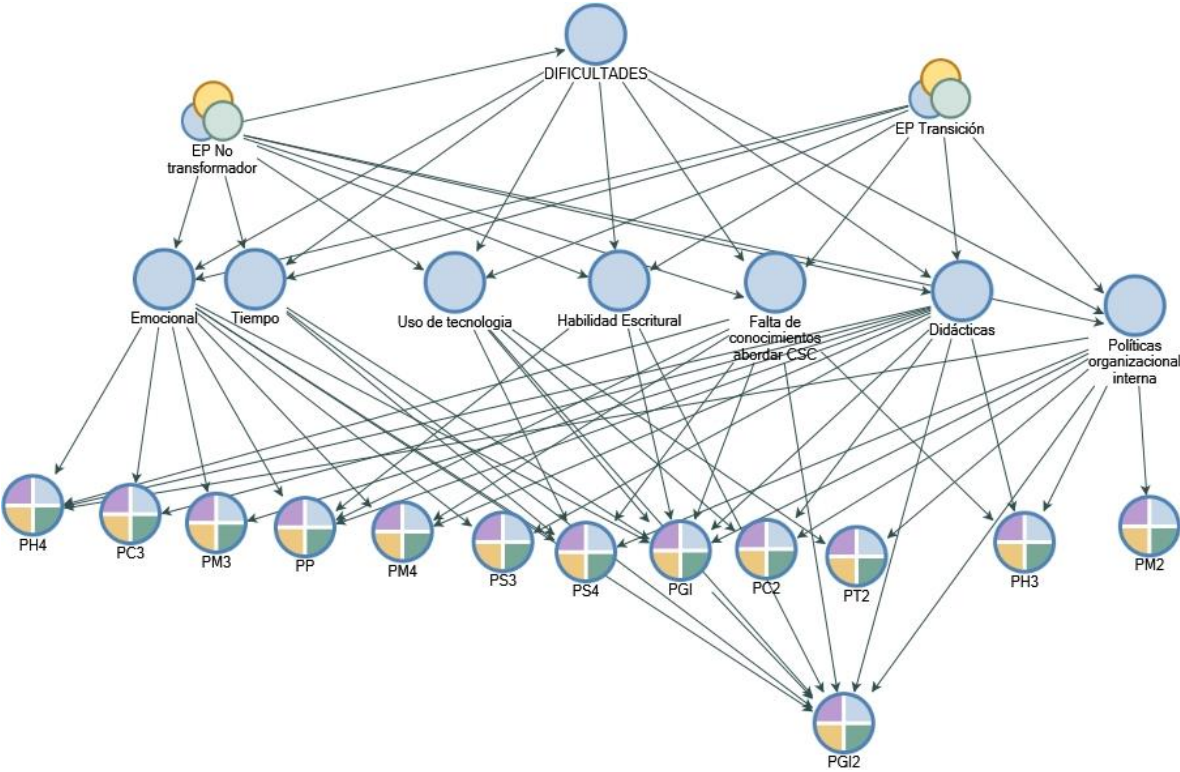 DIFICULTADES
EP No
transformador
EP Transición
Emocional
Tiempo
Uso de tecnologia
Habilidad Escritural
Falta de
conocimientos
abordar CSC
Didácticas
Políticas
organizacional
interna
PH4
PC3
PM3
PP
PM4
PS3
PS4
PGI
PC2
PT2
PH3
PM2
PGI2